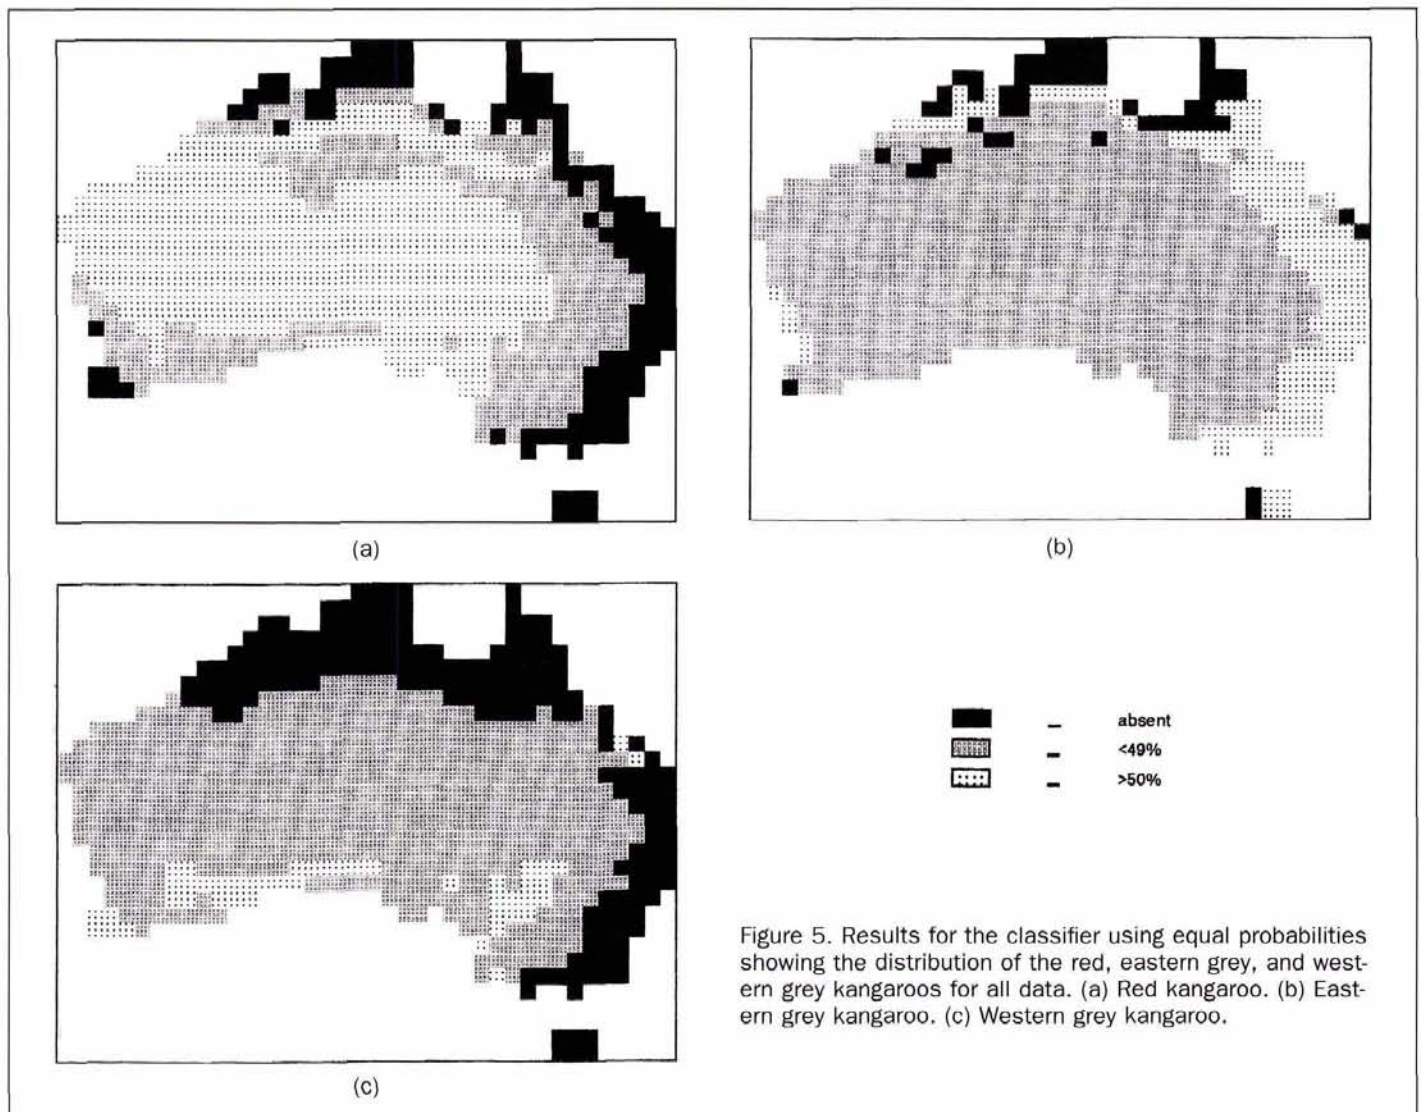 (a)
(b)
(c)
– absent
– <49%
– >50%
Figure 5. Results for the classifier using equal probabilities
showing the distribution of the red, eastern grey, and west-
ern grey kangaroos for all data. (a) Red kangaroo. (b) East-
ern grey kangaroo. (c) Western grey kangaroo.